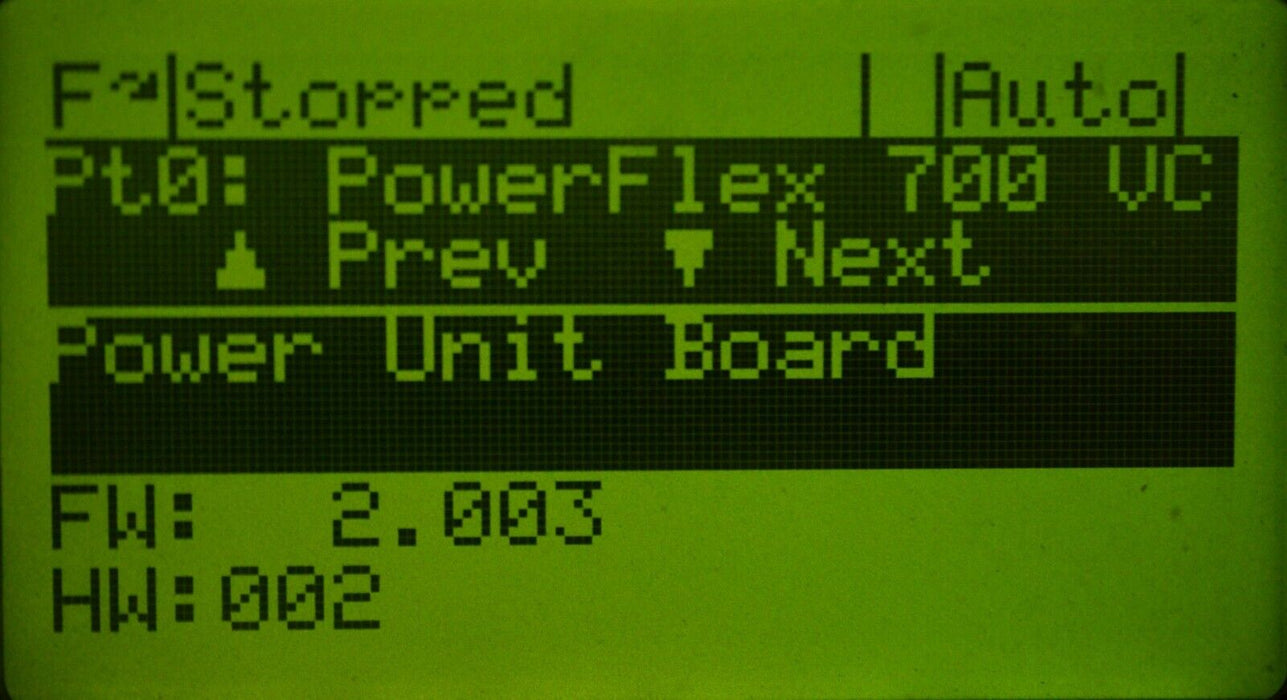 F↷|Stopped | |Auto|
Pt0: PowerFlex 700 VC
▲ Prev ▼ Next
Power Unit Board
FW: 2.003
HW:002